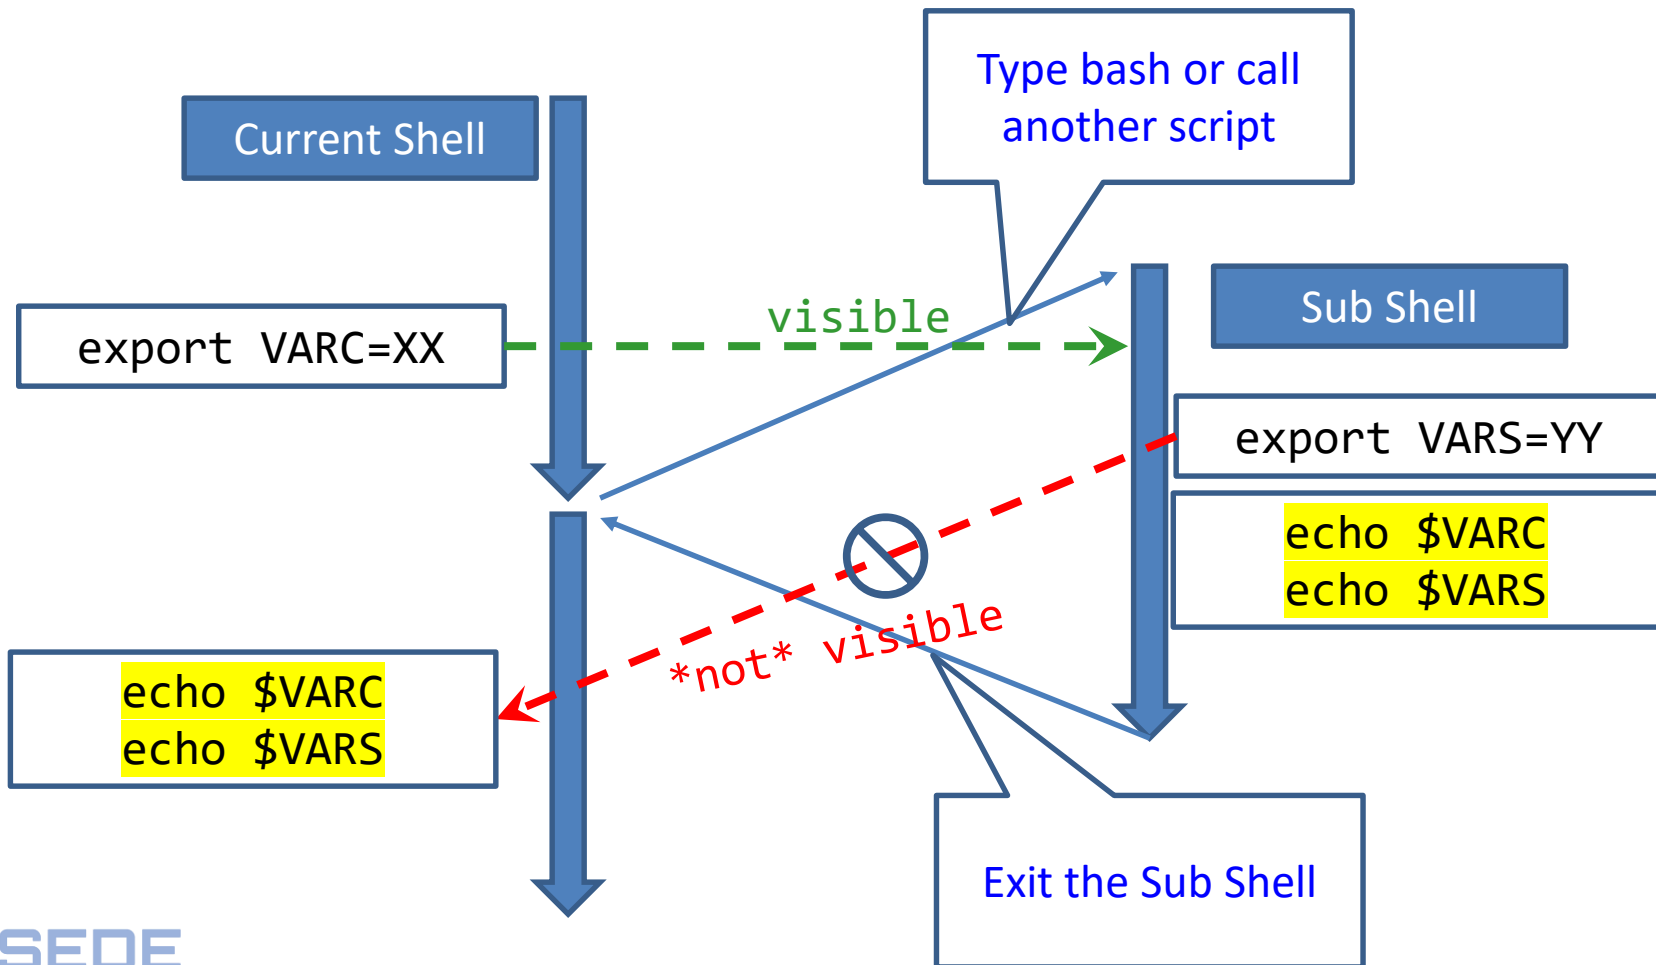 Type bash or call
another script
Current Shell
Sub Shell
visible
export VARC=XX
export VARS=YY
echo $VARC
echo $VARS
*not* visible
echo $VARC
echo $VARS
Exit the Sub Shell
SEDE